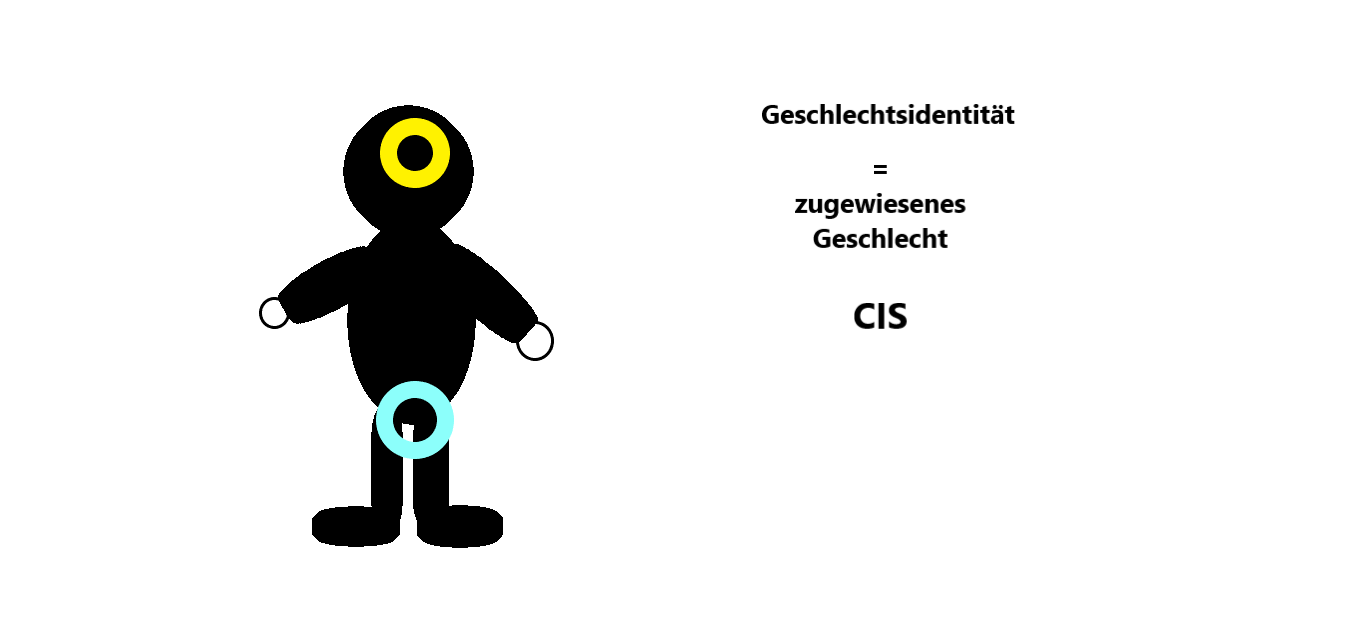 Geschlechtsidentität
=
zugewiesenes
Geschlecht
CIS